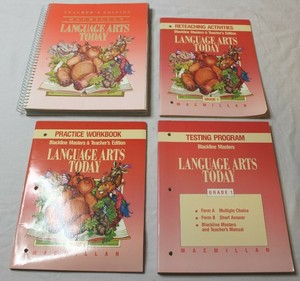 TEACHER'S EDITION
MACMILLAN
LANGUAGE ARTS
TODAY
RETEACHING ACTIVITIES
Blackline Masters & Teacher's Edition
LANGUAGE ARTS
TODAY
MACMILLAN
PRACTICE WORKBOOK
Blackline Masters & Teacher's Edition
LANGUAGE ARTS
TODAY
MACMILLAN
TESTING PROGRAM
Blackline Masters
LANGUAGE ARTS
TODAY
GRADE 1
• Form A Multiple Choice
• Form B Short Answer
• Blackline Masters
and Teacher's Manual
MACMILLAN